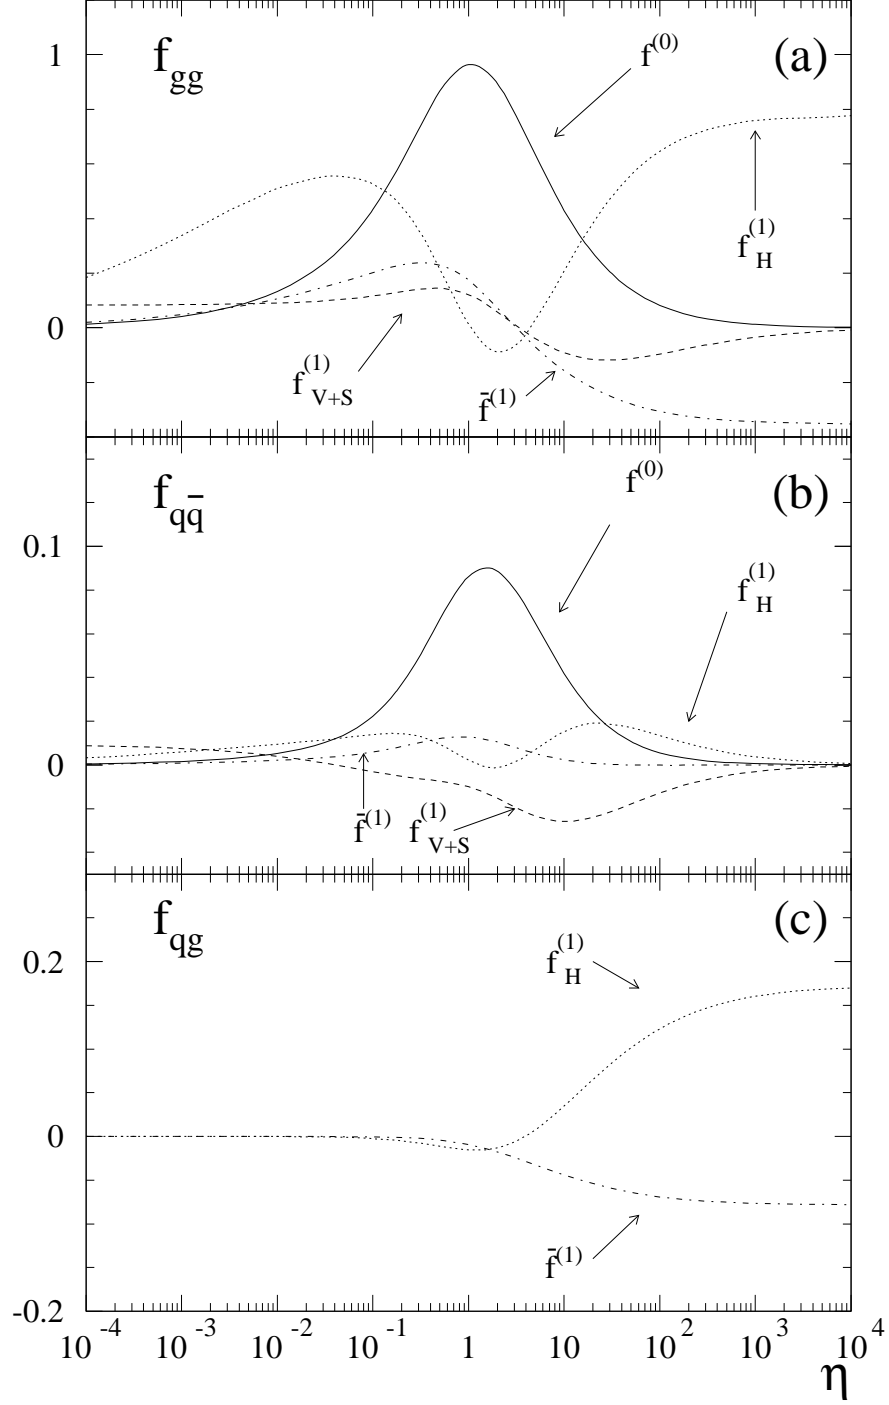 f_gg
f^(0)
(a)
1
f_H^(1)
0
f_V+S^(1)
f̄^(1)
f_qq̄
f^(0)
(b)
0.1
f_H^(1)
0
f̄^(1)
f_V+S^(1)
f_qg
f_H^(1)
(c)
0.2
0
f̄^(1)
-0.2
10^-4 10^-3 10^-2 10^-1 1 10 10^2 10^3 10^4
η